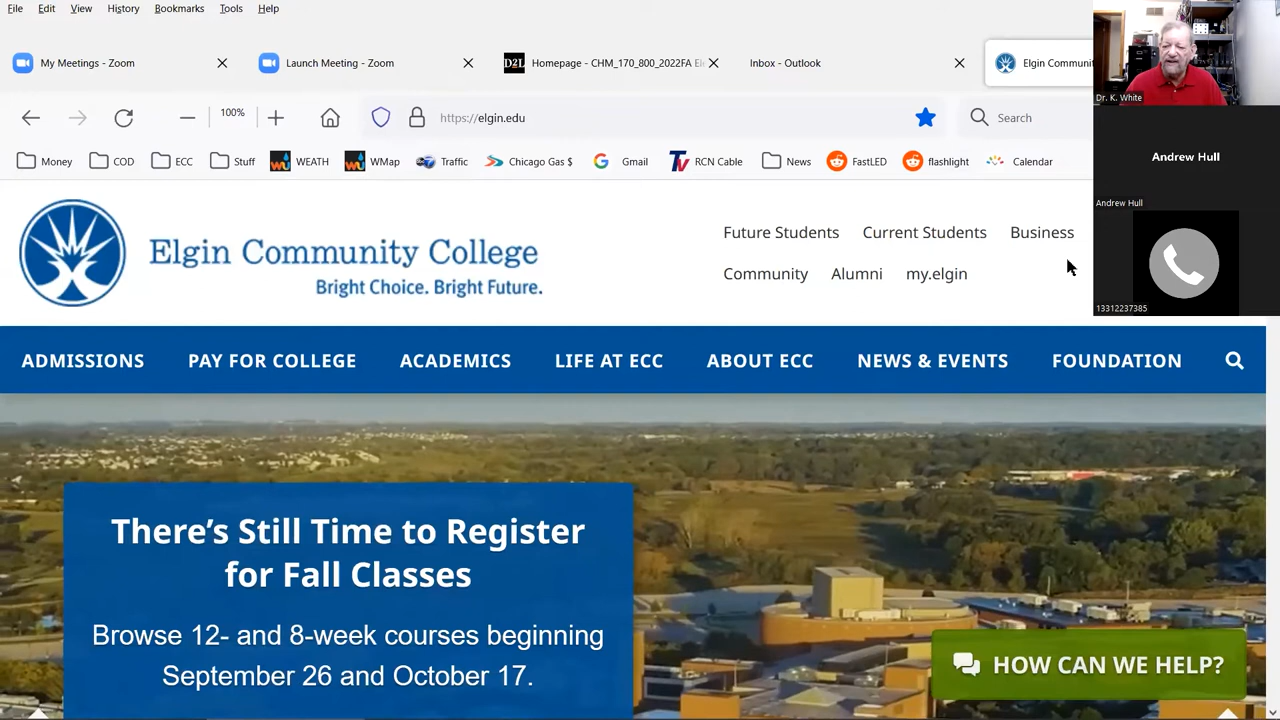 File Edit View History Bookmarks Tools Help
My Meetings - Zoom
Launch Meeting - Zoom
D2L Homepage - CHM_170_800_2022FA El
Inbox - Outlook
Elgin Communi
100%
https://elgin.edu
Search
Money COD ECC Stuff WEATH WMap Traffic Chicago Gas $ Gmail RCN Cable News FastLED flashlight Calendar
Dr. K. White
Andrew Hull
Andrew Hull
13312237385
Elgin Community College
Bright Choice. Bright Future.
Future Students Current Students Business
Community Alumni my.elgin
ADMISSIONS PAY FOR COLLEGE ACADEMICS LIFE AT ECC ABOUT ECC NEWS & EVENTS FOUNDATION
There's Still Time to Register
for Fall Classes
Browse 12- and 8-week courses beginning
September 26 and October 17.
HOW CAN WE HELP?